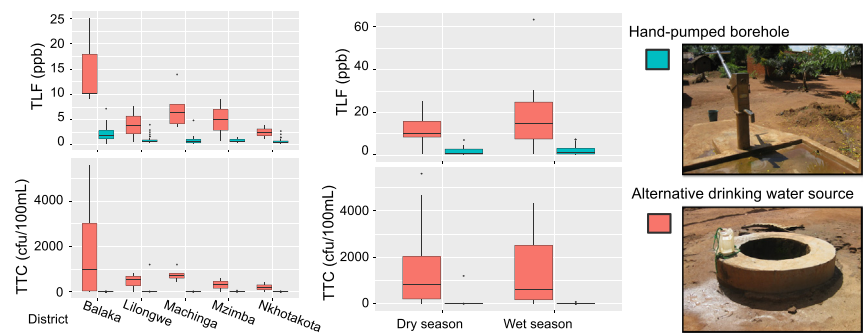 TLF (ppb)
25
20
15
10
5
0
TTC (cfu/100mL)
4000
2000
0
District
Balaka
Lilongwe
Machinga
Mzimba
Nkhotakota
TLF (ppb)
60
40
20
0
TTC (cfu/100mL)
4000
2000
0
Dry season
Wet season
Hand-pumped borehole
Alternative drinking water source